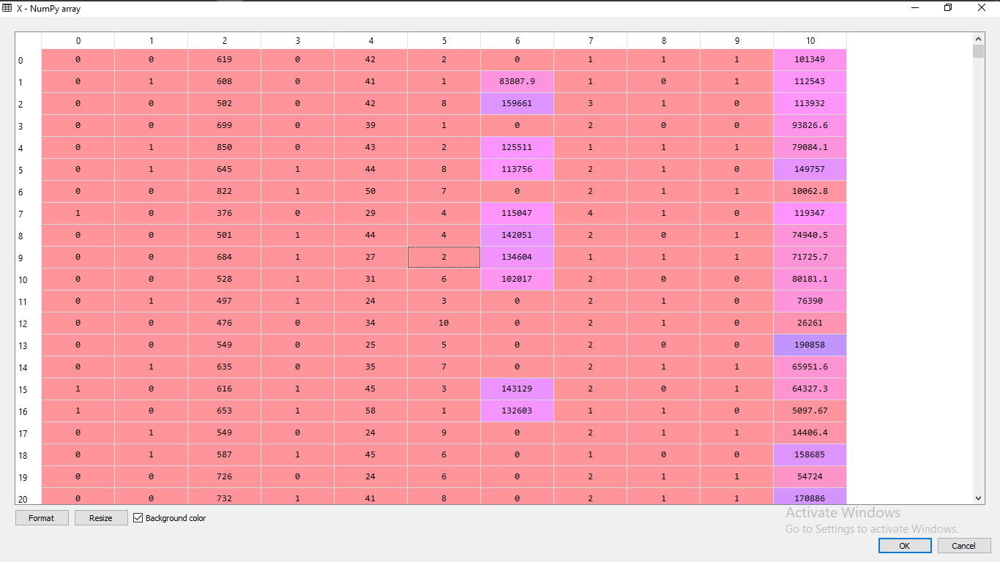 X - NumPy array
0 1 2 3 4 5 6 7 8 9 10
0 0 0 619 0 42 2 0 1 1 1 101349
1 0 1 608 0 41 1 83807.9 1 0 1 112543
2 0 0 502 0 42 8 159661 3 1 0 113932
3 0 0 699 0 39 1 0 2 0 0 93826.6
4 0 1 850 0 43 2 125511 1 1 1 79084.1
5 0 1 645 1 44 8 113756 2 1 0 149757
6 0 0 822 1 50 7 0 2 1 1 10062.8
7 1 0 376 0 29 4 115047 4 1 0 119347
8 0 0 501 1 44 4 142051 2 0 1 74940.5
9 0 0 684 1 27 2 134604 1 1 1 71725.7
10 0 0 528 1 31 6 102017 2 0 0 80181.1
11 0 1 497 1 24 3 0 2 1 0 76390
12 0 0 476 0 34 10 0 2 1 0 26261
13 0 0 549 0 25 5 0 2 0 0 190858
14 0 1 635 0 35 7 0 2 1 1 65951.6
15 1 0 616 1 45 3 143129 2 0 1 64327.3
16 1 0 653 1 58 1 132603 1 1 0 5097.67
17 0 1 549 0 24 9 0 2 1 1 14406.4
18 0 1 587 1 45 6 0 1 0 0 158685
19 0 0 726 0 24 6 0 2 1 1 54724
20 0 0 732 1 41 8 0 2 1 1 170886
Format Resize Background color
Activate Windows
Go to Settings to activate Windows.
OK Cancel